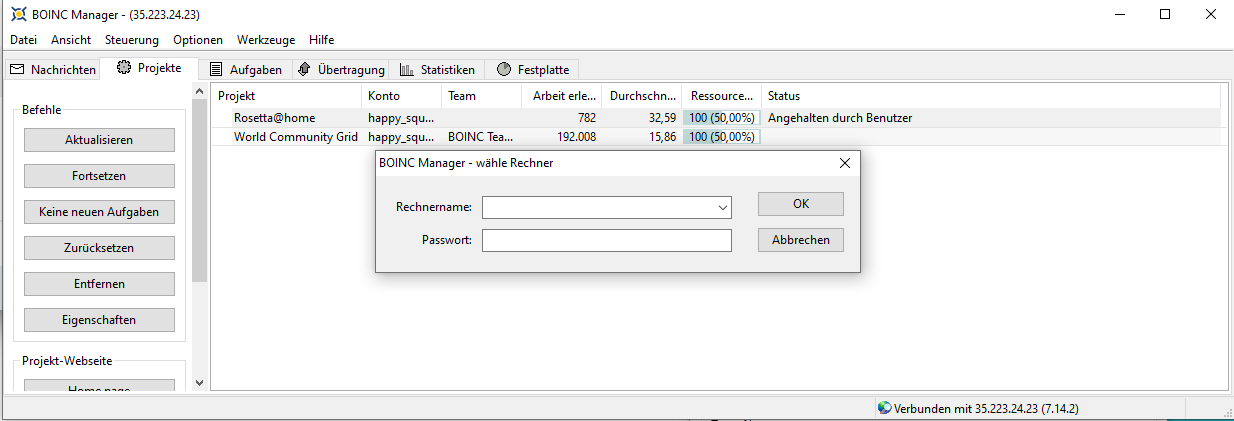 BOINC Manager - (35.223.24.23)
Datei Ansicht Steuerung Optionen Werkzeuge Hilfe
Nachrichten Projekte Aufgaben Übertragung Statistiken Festplatte
Befehle
Aktualisieren
Fortsetzen
Keine neuen Aufgaben
Zurücksetzen
Entfernen
Eigenschaften
Projekt-Webseite
Home page
Projekt Konto Team Arbeit erle... Durchschn... Ressource... Status
Rosetta@home happy_squ... 782 32,59 100 (50,00%) Angehalten durch Benutzer
World Community Grid happy_squ... BOINC Tea... 192.008 15,86 100 (50,00%)
BOINC Manager - wähle Rechner
Rechnername: OK
Passwort: Abbrechen
Verbunden mit 35.223.24.23 (7.14.2)